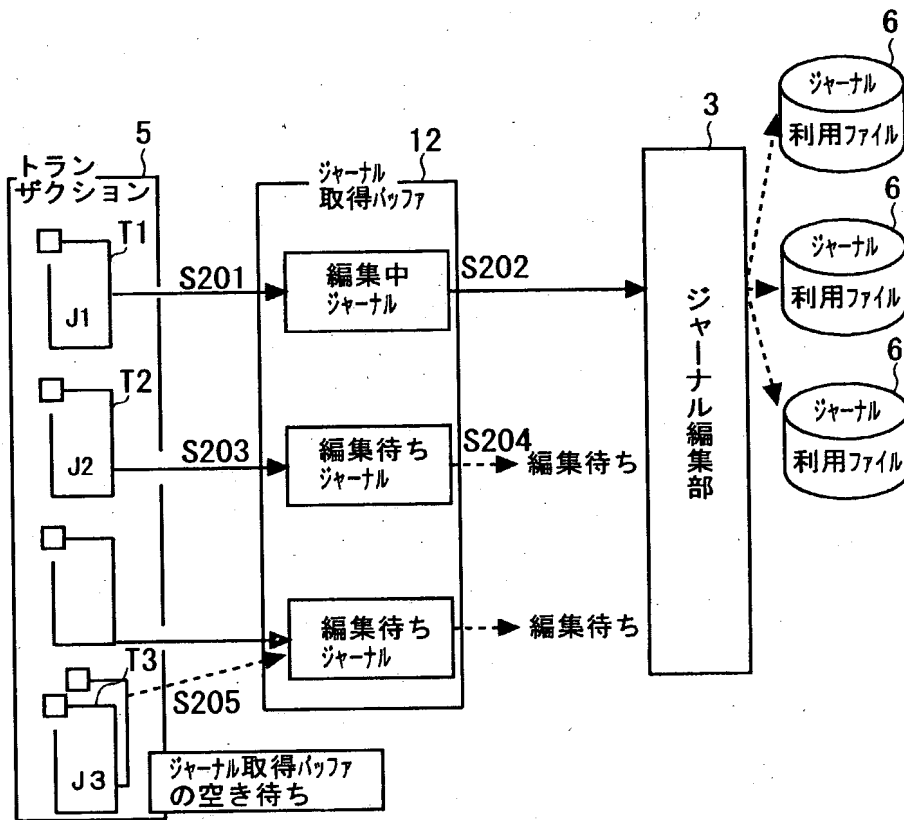 トラン
ザクション
5
T1
J1
S201
T2
J2
S203
T3
J3
S205
ジャーナル取得バッファ
の空き待ち
ジャーナル
取得バッファ
12
編集中
ジャーナル
S202
編集待ち
ジャーナル
S204
編集待ち
編集待ち
ジャーナル
編集待ち
3
ジャーナル編集部
6
ジャーナル
利用ファイル
6
ジャーナル
利用ファイル
6
ジャーナル
利用ファイル